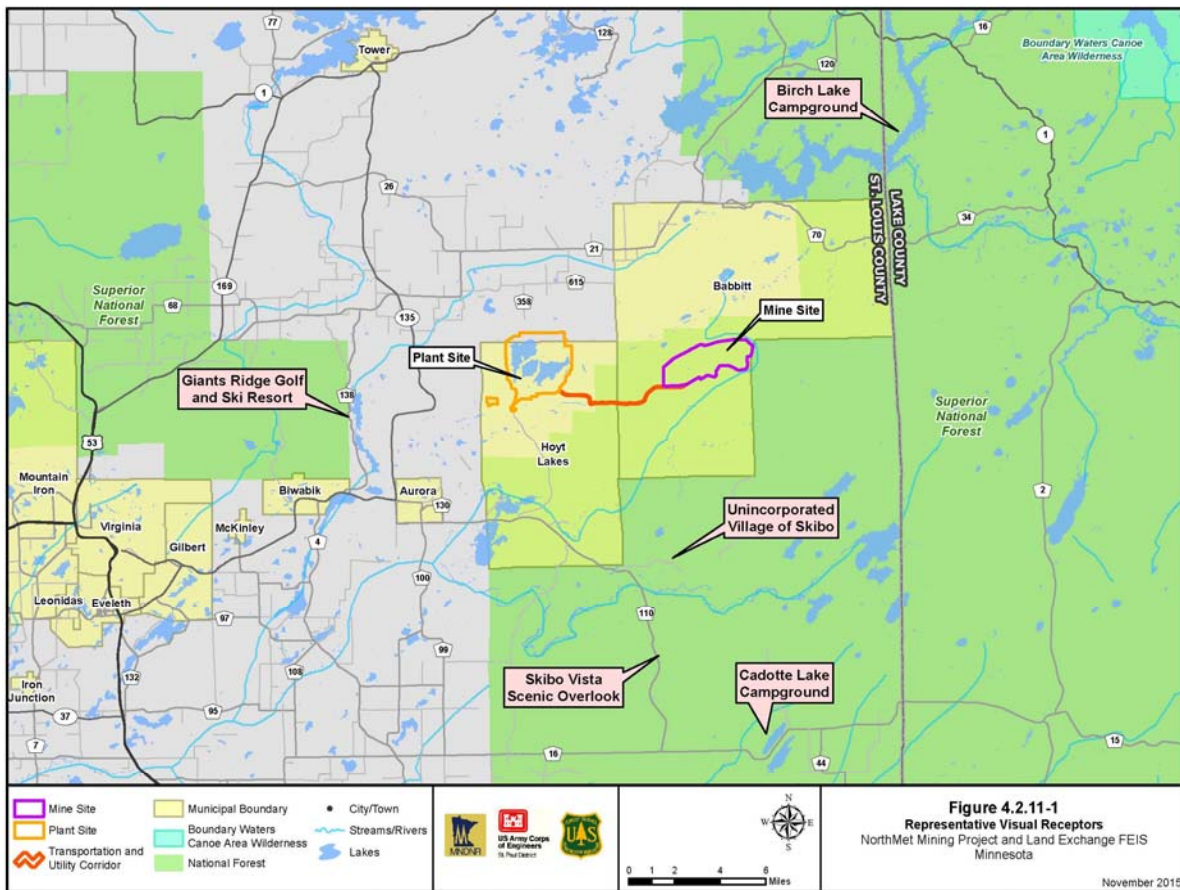 77
Tower
128
16
Boundary Waters Canoe
Area Wilderness
120
1
Birch Lake
Campground
1
26
LAKE COUNTY
ST. LOUIS COUNTY
34
21
70
Superior
National
Forest
169
68
615
358
Babbitt
135
Mine Site
Plant Site
Giants Ridge Golf
and Ski Resort
138
Superior
National
Forest
53
Hoyt
Lakes
Mountain
Iron
Biwabik
Aurora
130
2
Virginia
McKinley
Unincorporated
Village of Skibo
Gilbert
4
100
Leonidas
Eveleth
97
110
99
Skibo Vista
Scenic Overlook
Cadotte Lake
Campground
132
108
Iron
Junction
37
95
7
16
44
15
Mine Site
Plant Site
Transportation and
Utility Corridor
Municipal Boundary
Boundary Waters
Canoe Area Wilderness
National Forest
City/Town
Streams/Rivers
Lakes
MNDNR
US Army Corps
of Engineers
St. Paul District
UAS
N
W
E
S
0 1 2 4 6
Miles
Figure 4.2.11-1
Representative Visual Receptors
NorthMet Mining Project and Land Exchange FEIS
Minnesota
November 2015